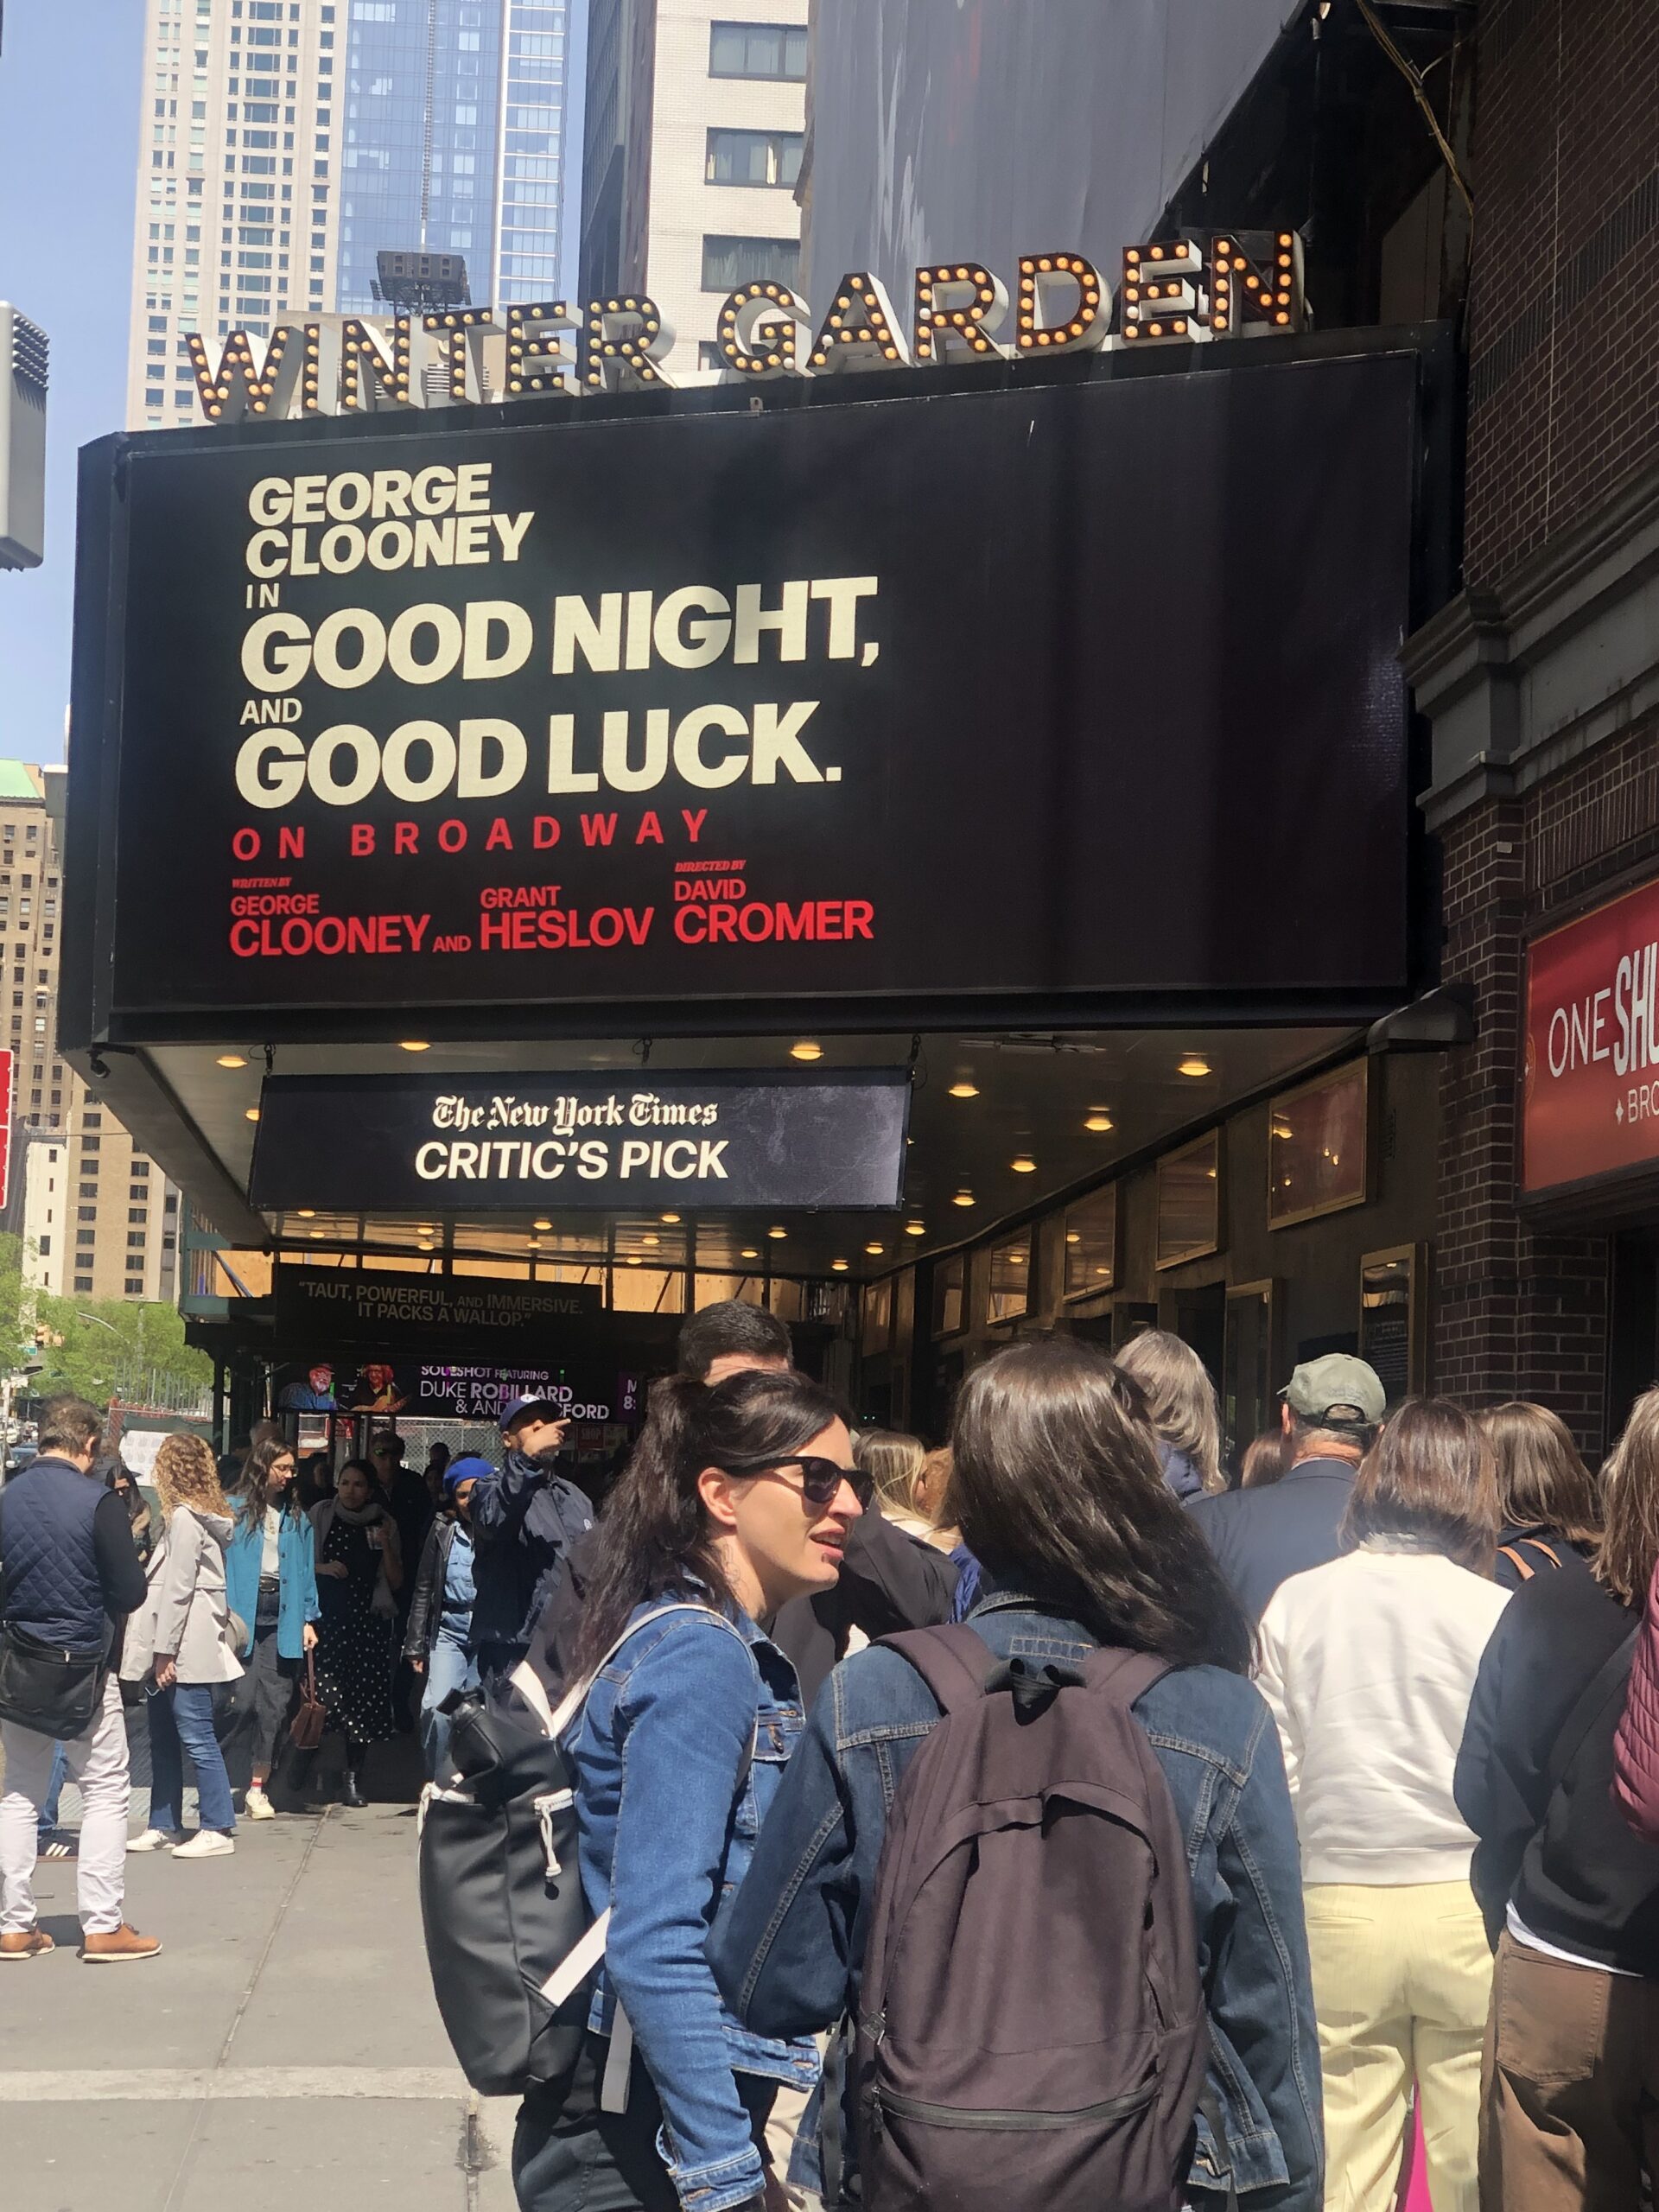 WINTER GARDEN
GEORGE
CLOONEY
IN
GOOD NIGHT,
AND
GOOD LUCK.
ON BROADWAY
WRITTEN BY
GEORGE
CLOONEY AND
GRANT
HESLOV
DIRECTED BY
DAVID
CROMER
The New York Times
CRITIC'S PICK
"TAUT, POWERFUL, AND IMMERSIVE.
IT PACKS A WALLOP."
FEATURING
DUKE ROBILLARD
ONE